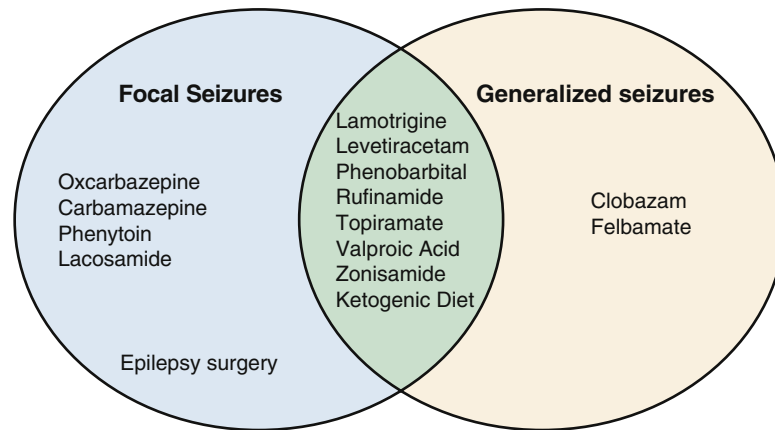 Focal Seizures
Oxcarbazepine
Carbamazepine
Phenytoin
Lacosamide
Epilepsy surgery
Lamotrigine
Levetiracetam
Phenobarbital
Rufinamide
Topiramate
Valproic Acid
Zonisamide
Ketogenic Diet
Generalized seizures
Clobazam
Felbamate